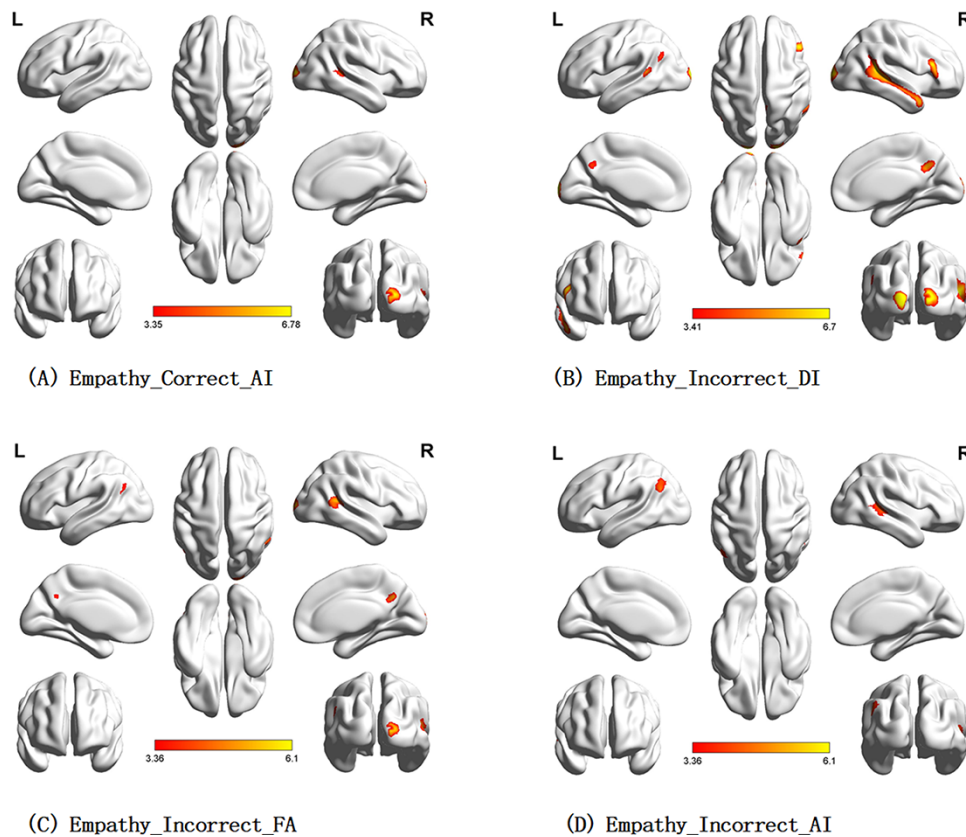 L R
R
3.35 6.78
3.41 6.7
(A) Empathy_Correct_AI
(B) Empathy_Incorrect_DI
L R
L R
3.36 6.1
3.36 6.1
(C) Empathy_Incorrect_FA
(D) Empathy_Incorrect_AI